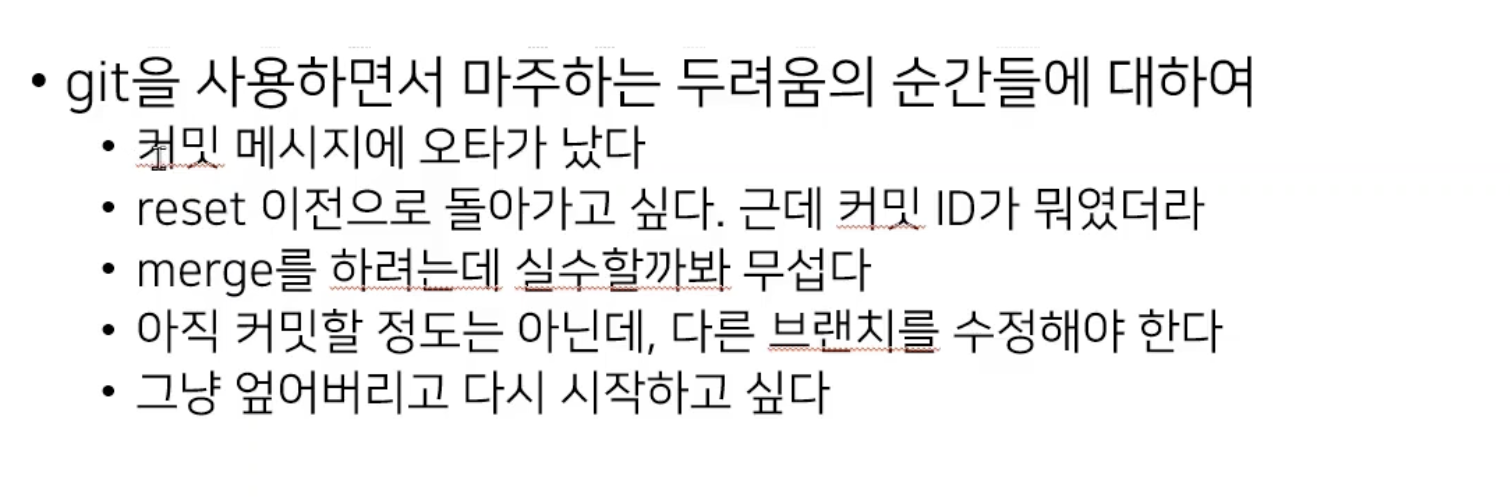 • git을 사용하면서 마주하는 두려움의 순간들에 대하여
• 커밋 메시지에 오타가 났다
• reset 이전으로 돌아가고 싶다. 근데 커밋 ID가 뭐였더라
• merge를 하려는데 실수할까봐 무섭다
• 아직 커밋할 정도는 아닌데, 다른 브랜치를 수정해야 한다
• 그냥 엎어버리고 다시 시작하고 싶다